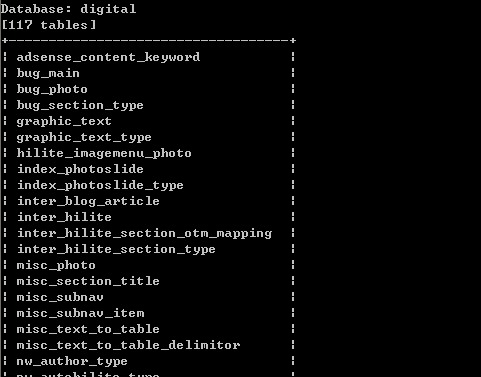 Database: digital
[117 tables]
+-----------------------------------+
¦ adsense_content_keyword ¦
¦ bug_main ¦
¦ bug_photo ¦
¦ bug_section_type ¦
¦ graphic_text ¦
¦ graphic_text_type ¦
¦ hilite_imagemenu_photo ¦
¦ index_photoslide ¦
¦ index_photoslide_type ¦
¦ inter_blog_article ¦
¦ inter_hilite ¦
¦ inter_hilite_section_otm_mapping ¦
¦ inter_hilite_section_type ¦
¦ misc_photo ¦
¦ misc_section_title ¦
¦ misc_subnav ¦
¦ misc_subnav_item ¦
¦ misc_text_to_table ¦
¦ misc_text_to_table_delimitor ¦
¦ nw_author_type ¦
¦ nw_autohilite_type ¦